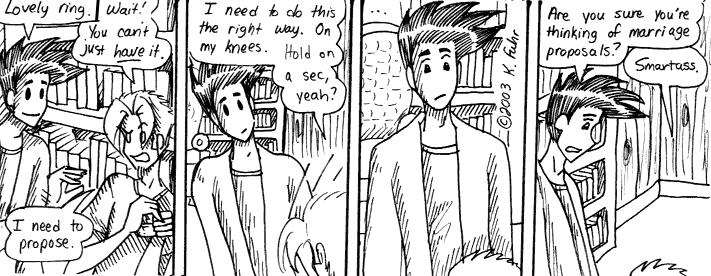 Lovely ring.
Wait!
You can't
just have it.
I need to
propose.
I need to do this
the right way. On
my knees.
Hold on
a sec,
yeah?
...
©2003 K. Fuhr
Are you sure you're
thinking of marriage
proposals?
Smartass.